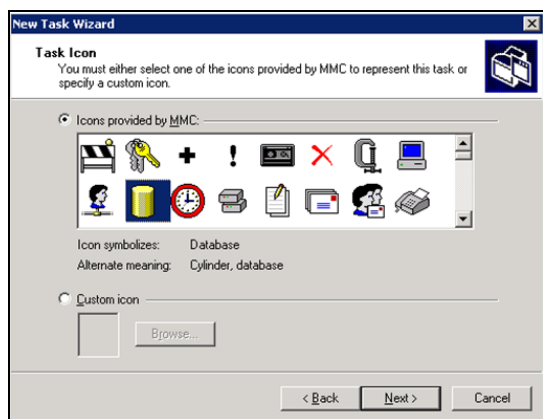 New Task Wizard
Task Icon
You must either select one of the icons provided by MMC to represent this task or
specify a custom icon.
Icons provided by MMC:
Icon symbolizes: Database
Alternate meaning: Cylinder, database
Custom icon
Browse...
< Back Next > Cancel